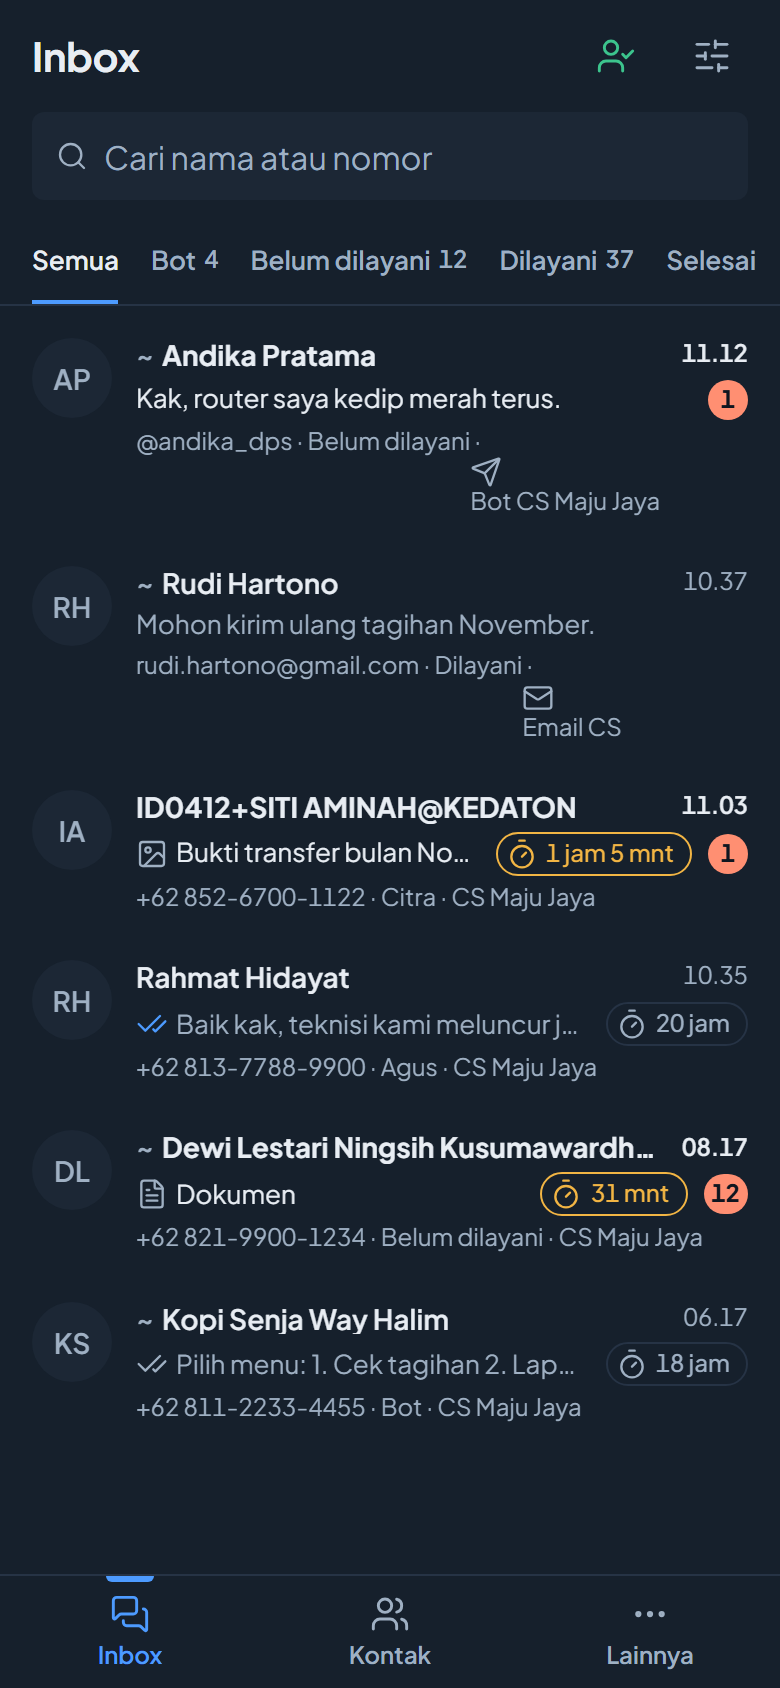 Inbox
Cari nama atau nomor
Semua Bot 4 Belum dilayani 12 Dilayani 37 Selesai
AP ~ Andika Pratama 11.12
Kak, router saya kedip merah terus. 1
@andika_dps · Belum dilayani ·
Bot CS Maju Jaya
RH ~ Rudi Hartono 10.37
Mohon kirim ulang tagihan November.
rudi.hartono@gmail.com · Dilayani ·
Email CS
IA ID0412+SITI AMINAH@KEDATON 11.03
Bukti transfer bulan No... 1 jam 5 mnt 1
+62 852-6700-1122 · Citra · CS Maju Jaya
RH Rahmat Hidayat 10.35
Baik kak, teknisi kami meluncur j... 20 jam
+62 813-7788-9900 · Agus · CS Maju Jaya
DL ~ Dewi Lestari Ningsih Kusumawardh... 08.17
Dokumen 31 mnt 12
+62 821-9900-1234 · Belum dilayani · CS Maju Jaya
KS ~ Kopi Senja Way Halim 06.17
Pilih menu: 1. Cek tagihan 2. Lap... 18 jam
+62 811-2233-4455 · Bot · CS Maju Jaya
Inbox Kontak Lainnya